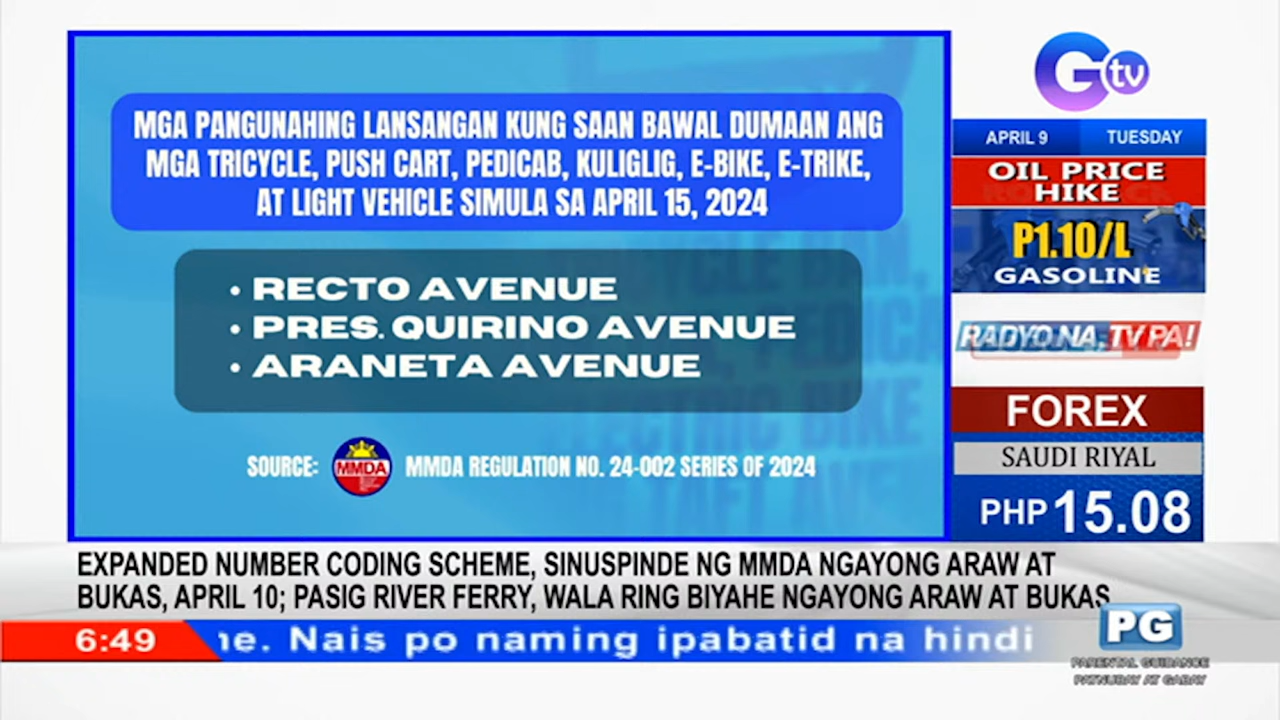 MGA PANGUNAHING LANSANGAN KUNG SAAN BAWAL DUMAAN ANG
MGA TRICYCLE, PUSH CART, PEDICAB, KULIGLIG, E-BIKE, E-TRIKE,
AT LIGHT VEHICLE SIMULA SA APRIL 15, 2024
• RECTO AVENUE
• PRES. QUIRINO AVENUE
• ARANETA AVENUE
SOURCE: MMDA MMDA REGULATION NO. 24-002 SERIES OF 2024
Gtv
APRIL 9 TUESDAY
OIL PRICE
HIKE
P1.10/L
GASOLINE
RADYO NA, TV PA!
FOREX
SAUDI RIYAL
PHP 15.08
EXPANDED NUMBER CODING SCHEME, SINUSPINDE NG MMDA NGAYONG ARAW AT
BUKAS, APRIL 10; PASIG RIVER FERRY, WALA RING BIYAHE NGAYONG ARAW AT BUKAS
6:49 ne. Nais po naming ipabatid na hindi
PG
PARENTAL GUIDANCE
PATNUBAY AT GABAY